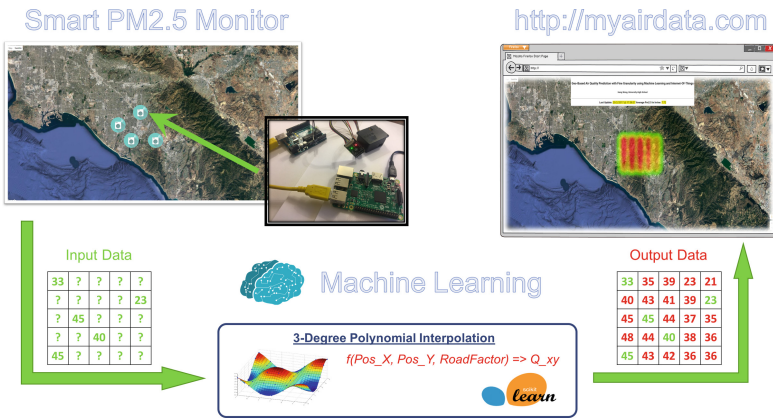 Smart PM2.5 Monitor
http://myairdata.com
Input Data
33 ? ? ? ?
? ? ? ? 23
? 45 ? ? ?
? ? 40 ? ?
45 ? ? ? ?
Machine Learning
3-Degree Polynomial Interpolation
f(Pos_X, Pos_Y, RoadFactor) => Q_xy
learn
Output Data
33 35 39 23 21
40 43 41 39 23
45 45 44 37 35
48 44 40 38 36
45 43 42 36 36